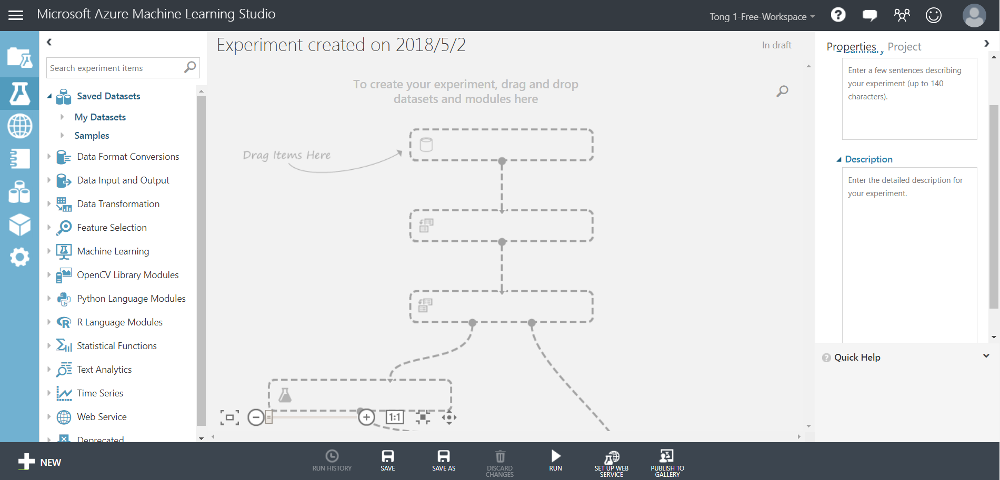 Microsoft Azure Machine Learning Studio
Tong 1-Free-Workspace
Search experiment items
Saved Datasets
My Datasets
Samples
Data Format Conversions
Data Input and Output
Data Transformation
Feature Selection
Machine Learning
OpenCV Library Modules
Python Language Modules
R Language Modules
Statistical Functions
Text Analytics
Time Series
Web Service
Deprecated
Experiment created on 2018/5/2
In draft
To create your experiment, drag and drop
datasets and modules here
Drag Items Here
1:1
Properties Project
Summary
Enter a few sentences describing
your experiment (up to 140
characters).
Description
Enter the detailed description for
your experiment.
Quick Help
NEW
RUN HISTORY
SAVE
SAVE AS
DISCARD
CHANGES
RUN
SET UP WEB
SERVICE
PUBLISH TO
GALLERY